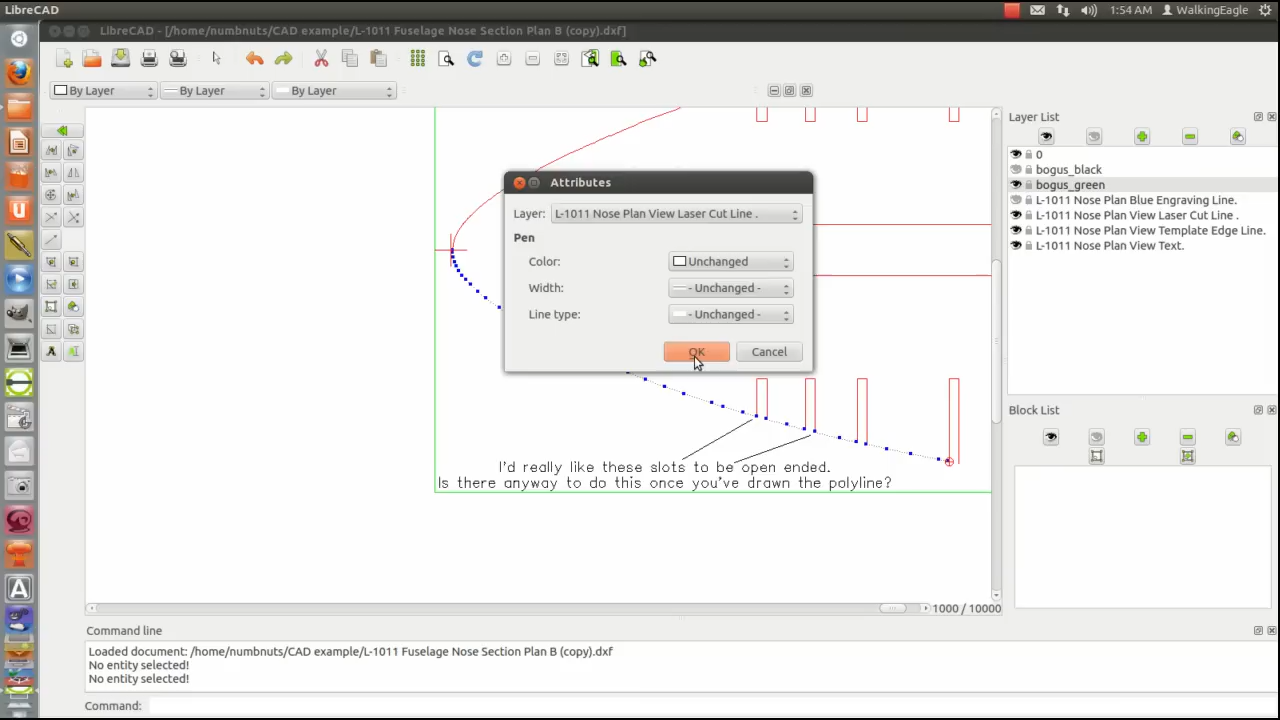 LibreCAD
1:54 AM WalkingEagle
LibreCAD - [/home/numbnuts/CAD example/L-1011 Fuselage Nose Section Plan B (copy).dxf]
By Layer By Layer By Layer
Layer List
0
bogus_black
bogus_green
L-1011 Nose Plan Blue Engraving Line.
L-1011 Nose Plan View Laser Cut Line .
L-1011 Nose Plan View Template Edge Line.
L-1011 Nose Plan View Text.
Attributes
Layer: L-1011 Nose Plan View Laser Cut Line .
Pen
Color: Unchanged
Width: - Unchanged -
Line type: - Unchanged -
OK Cancel
Block List
I'd really like these slots to be open ended.
Is there anyway to do this once you've drawn the polyline?
1000 / 10000
Command line
Loaded document: /home/numbnuts/CAD example/L-1011 Fuselage Nose Section Plan B (copy).dxf
No entity selected!
No entity selected!
Command: